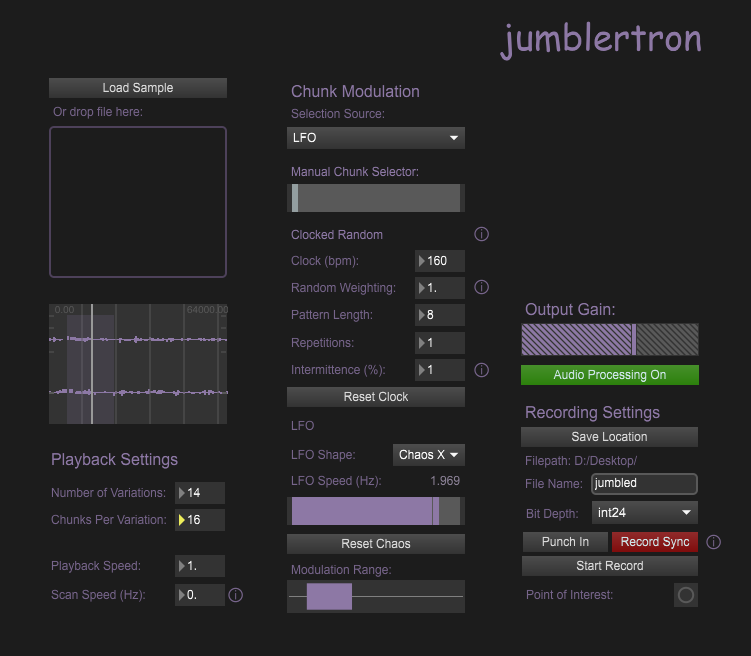 jumblertron
Load Sample
Or drop file here:
0.00 64000.00
Playback Settings
Number of Variations: 14
Chunks Per Variation: 16
Playback Speed: 1.
Scan Speed (Hz): 0.
Chunk Modulation
Selection Source:
LFO
Manual Chunk Selector:
Clocked Random
Clock (bpm): 160
Random Weighting: 1.
Pattern Length: 8
Repetitions: 1
Intermittence (%): 1
Reset Clock
LFO
LFO Shape: Chaos X
LFO Speed (Hz): 1.969
Reset Chaos
Modulation Range:
Output Gain:
Audio Processing On
Recording Settings
Save Location
Filepath: D:/Desktop/
File Name: jumbled
Bit Depth: int24
Punch In Record Sync
Start Record
Point of Interest: